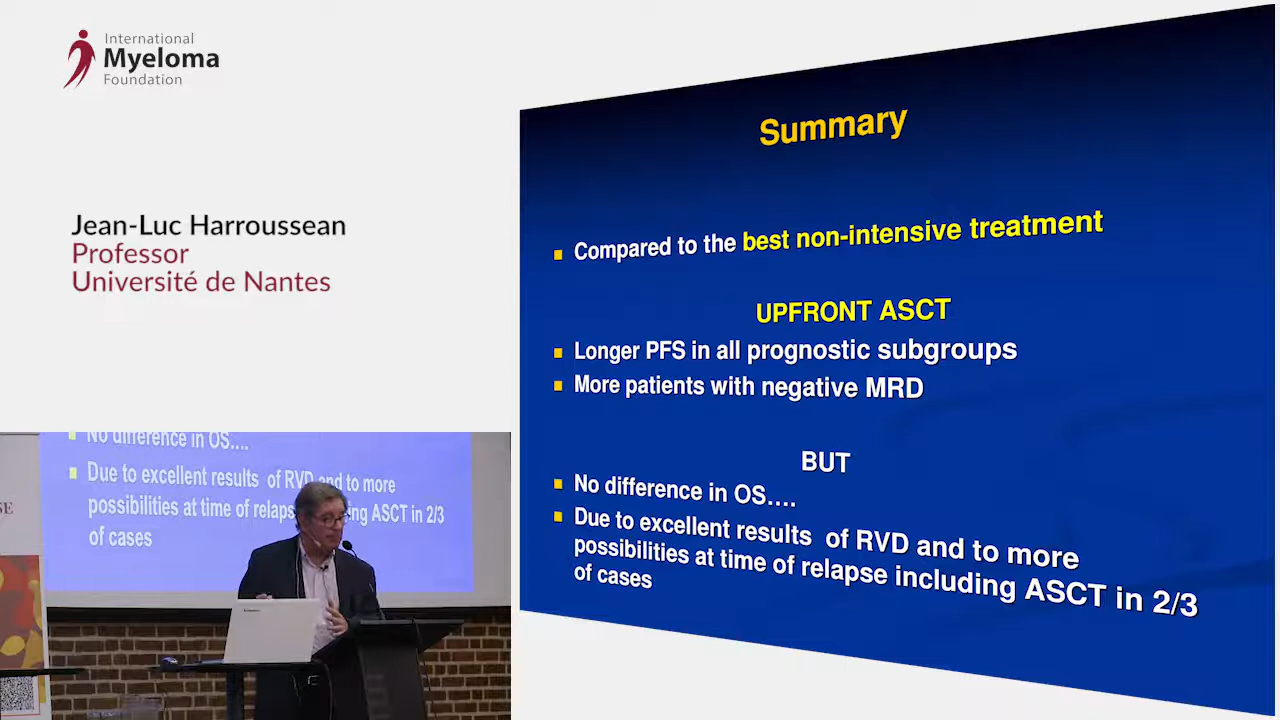 International
Myeloma
Foundation
Jean-Luc Harroussean
Professor
Université de Nantes
Summary
Compared to the best non-intensive treatment
UPFRONT ASCT
Longer PFS in all prognostic subgroups
More patients with negative MRD
BUT
No difference in OS....
Due to excellent results of RVD and to more
possibilities at time of relapse including ASCT in 2/3
of cases
No difference in OS....
Due to excellent results of RVD and to more
possibilities at time of relapse ing ASCT in 2/3
of cases
SE